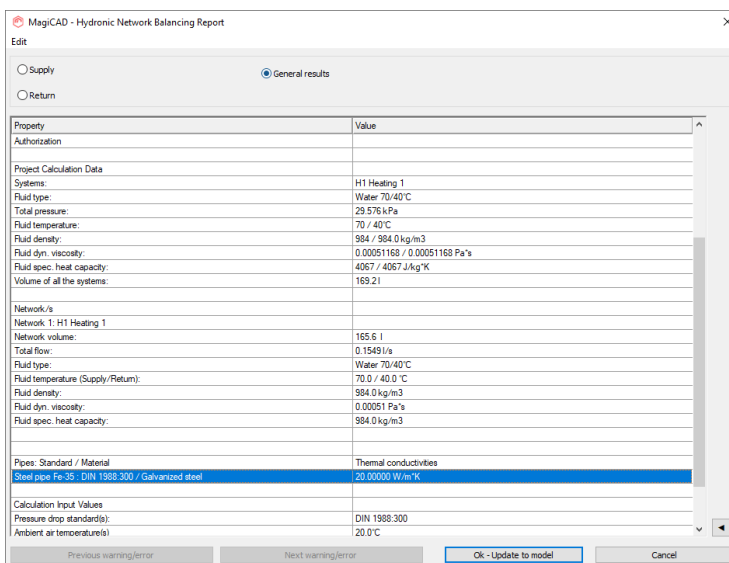 MagiCAD - Hydronic Network Balancing Report
Edit
Supply
General results
Return
Property Value
Authorization
Project Calculation Data
Systems: H1 Heating 1
Fluid type: Water 70/40°C
Total pressure: 29.576 kPa
Fluid temperature: 70 / 40°C
Fluid density: 984 / 984.0 kg/m3
Fluid dyn. viscosity: 0.00051168 / 0.00051168 Pa*s
Fluid spec. heat capacity: 4067 / 4067 J/kg*K
Volume of all the systems: 169.2 l
Network/s
Network 1: H1 Heating 1
Network volume: 165.6 l
Total flow: 0.1549 l/s
Fluid type: Water 70/40°C
Fluid temperature (Supply/Return): 70.0 / 40.0 °C
Fluid density: 984.0 kg/m3
Fluid dyn. viscosity: 0.00051 Pa*s
Fluid spec. heat capacity: 984.0 kg/m3
Pipes: Standard / Material Thermal conductivities
Steel pipe Fe-35 : DIN 1988:300 / Galvanized steel 20.00000 W/m*K
Calculation Input Values
Pressure drop standard(s): DIN 1988:300
Ambient air temperature(s) 20.0°C
Previous warning/error Next warning/error Ok - Update to model Cancel